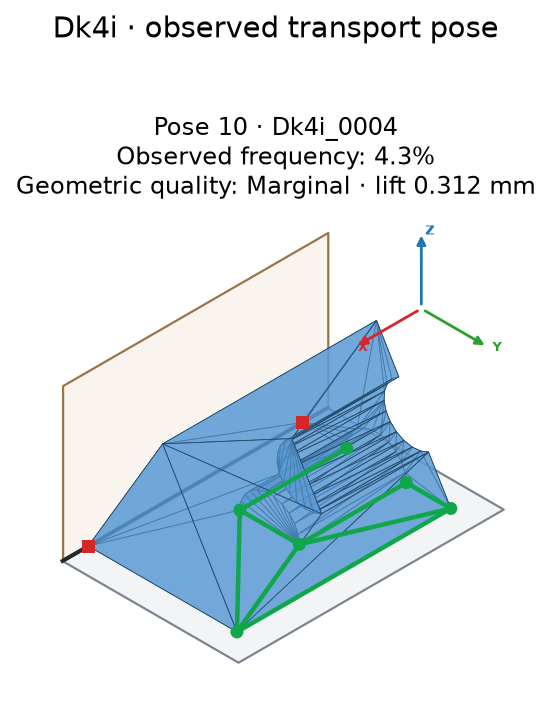 Dk4i · observed transport pose
Pose 10 · Dk4i_0004
Observed frequency: 4.3%
Geometric quality: Marginal · lift 0.312 mm
Z
X
Y